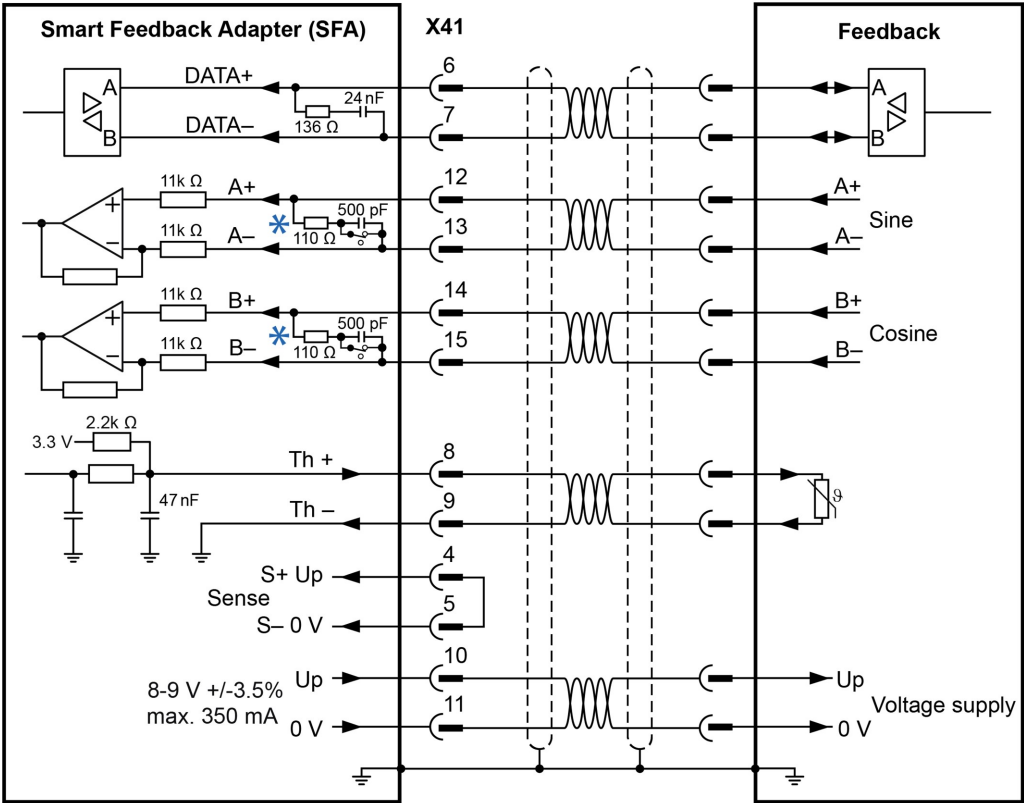 Smart Feedback Adapter (SFA)
X41
Feedback
A
B
DATA+
DATA–
24 nF
136 Ω
6
7
A
B
11k Ω
11k Ω
+
–
A+
A–
*
500 pF
110 Ω
12
13
A+
A–
Sine
11k Ω
11k Ω
+
–
B+
B–
*
500 pF
110 Ω
14
15
B+
B–
Cosine
2.2k Ω
3.3 V
47 nF
Th +
Th –
8
9
ϑ
S+ Up
Sense
S– 0 V
4
5
8-9 V +/-3.5%
max. 350 mA
Up
0 V
10
11
Up
0 V
Voltage supply